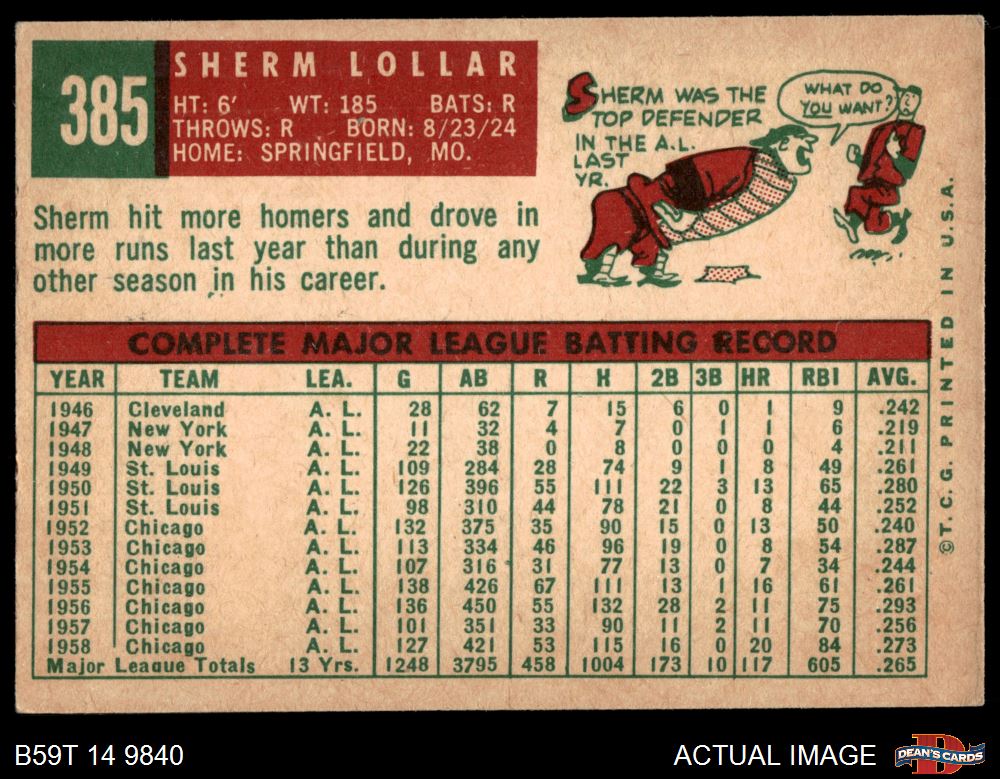 385
SHERM LOLLAR
HT: 6' WT: 185 BATS: R
THROWS: R BORN: 8/23/24
HOME: SPRINGFIELD, MO.
Sherm hit more homers and drove in
more runs last year than during any
other season in his career.
SHERM WAS THE
TOP DEFENDER
IN THE A.L.
LAST
YR.
WHAT DO
YOU WANT?
COMPLETE MAJOR LEAGUE BATTING RECORD
YEAR TEAM LEA. G AB R H 2B 3B HR RBI AVG.
1946 Cleveland A. L. 28 62 7 15 6 0 1 9 .242
1947 New York A. L. 11 32 4 7 0 1 1 6 .219
1948 New York A. L. 22 38 0 8 0 0 0 4 .211
1949 St. Louis A. L. 109 284 28 74 9 1 8 49 .261
1950 St. Louis A. L. 126 396 55 111 22 3 13 65 .280
1951 St. Louis A. L. 98 310 44 78 21 0 8 44 .252
1952 Chicago A. L. 132 375 35 90 15 0 13 50 .240
1953 Chicago A. L. 113 334 46 96 19 0 8 54 .287
1954 Chicago A. L. 107 316 31 77 13 0 7 34 .244
1955 Chicago A. L. 138 426 67 111 13 1 16 61 .261
1956 Chicago A. L. 136 450 55 132 28 2 11 75 .293
1957 Chicago A. L. 101 351 33 90 11 2 11 70 .256
1958 Chicago A. L. 127 421 53 115 16 0 20 84 .273
Major League Totals 13 Yrs. 1248 3795 458 1004 173 10 117 605 .265
© T. C. G. PRINTED IN U.S.A.
B59T 14 9840
ACTUAL IMAGE
D
DEAN'S CARDS